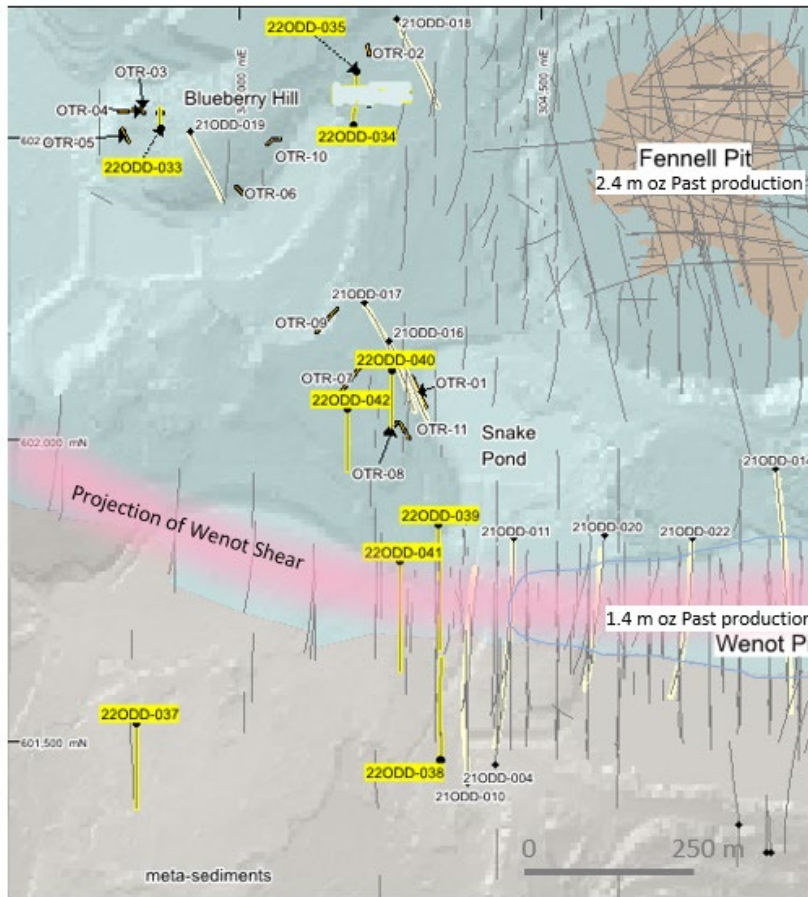 22ODD-035
21ODD-018
OTR-02
OTR-03
OTR-04
OTR-05
Blueberry Hill
21ODD-019
22ODD-034
22ODD-033
OTR-10
OTR-06
304,500 mE
Fennell Pit
2.4 m oz Past production
21ODD-017
OTR-09
21ODD-016
22ODD-040
OTR-07
OTR-01
22ODD-042
OTR-11
Snake
Pond
OTR-08
602,000 mN
21ODD-014
Projection of Wenot Shear
22ODD-039
21ODD-011
21ODD-020
21ODD-022
22ODD-041
1.4 m oz Past production
Wenot
22ODD-037
601,500 mN
22ODD-038
21ODD-004
21ODD-010
0
250 m
meta-sediments